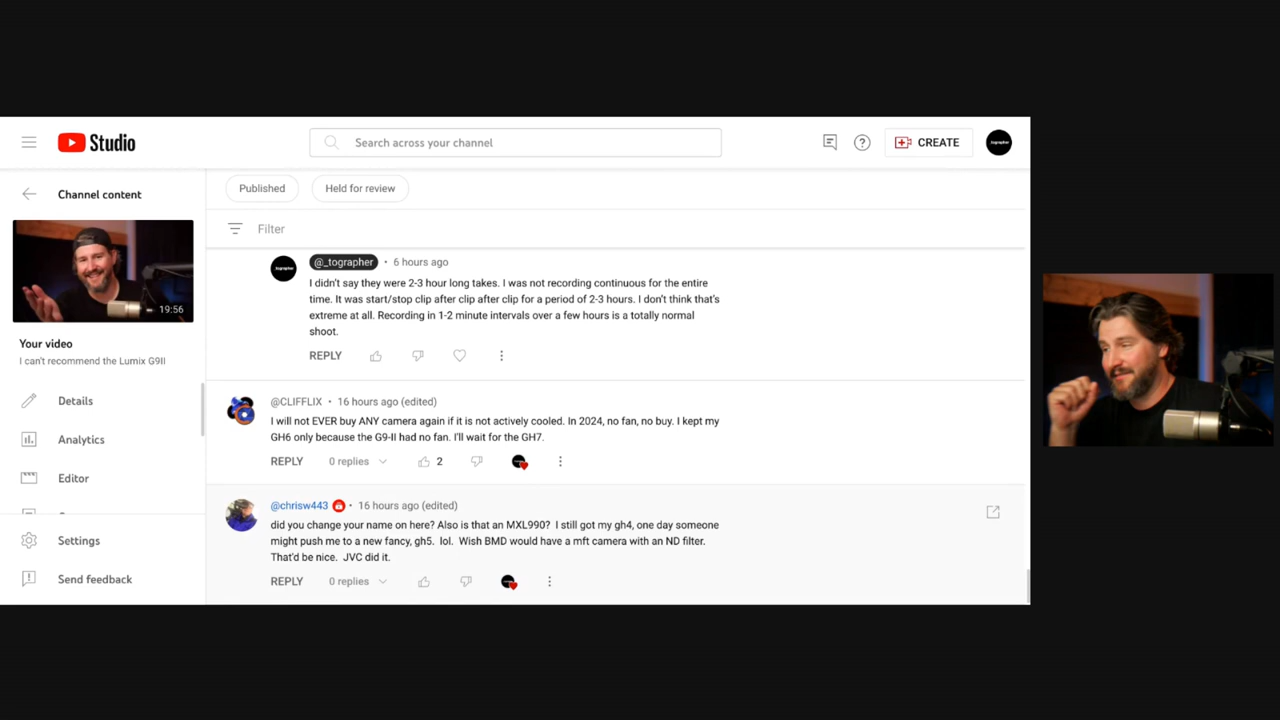 Studio
Search across your channel
CREATE
Channel content
Published
Held for review
Filter
19:56
Your video
I can't recommend the Lumix G9II
Details
Analytics
Editor
Settings
Send feedback
@_tographer • 6 hours ago
I didn't say they were 2-3 hour long takes. I was not recording continuous for the entire
time. It was start/stop clip after clip after clip for a period of 2-3 hours. I don't think that's
extreme at all. Recording in 1-2 minute intervals over a few hours is a totally normal
shoot.
REPLY
@CLIFFLIX • 16 hours ago (edited)
I will not EVER buy ANY camera again if it is not actively cooled. In 2024, no fan, no buy. I kept my
GH6 only because the G9-II had no fan. I'll wait for the GH7.
REPLY 0 replies 2
@chrisw443 • 16 hours ago (edited)
did you change your name on here? Also is that an MXL990? I still got my gh4, one day someone
might push me to a new fancy, gh5. lol. Wish BMD would have a mft camera with an ND filter.
That'd be nice. JVC did it.
REPLY 0 replies